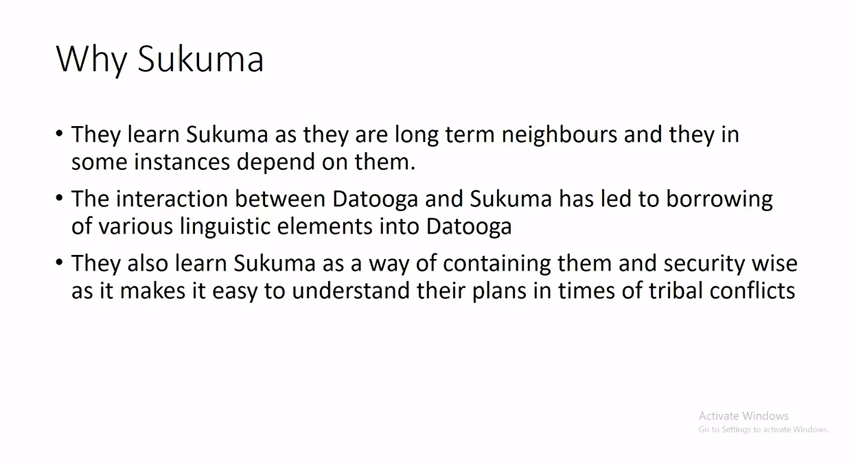 Why Sukuma
• They learn Sukuma as they are long term neighbours and they in
some instances depend on them.
• The interaction between Datooga and Sukuma has led to borrowing
of various linguistic elements into Datooga
• They also learn Sukuma as a way of containing them and security wise
as it makes it easy to understand their plans in times of tribal conflicts
Activate Windows
Go to Settings to activate Windows.